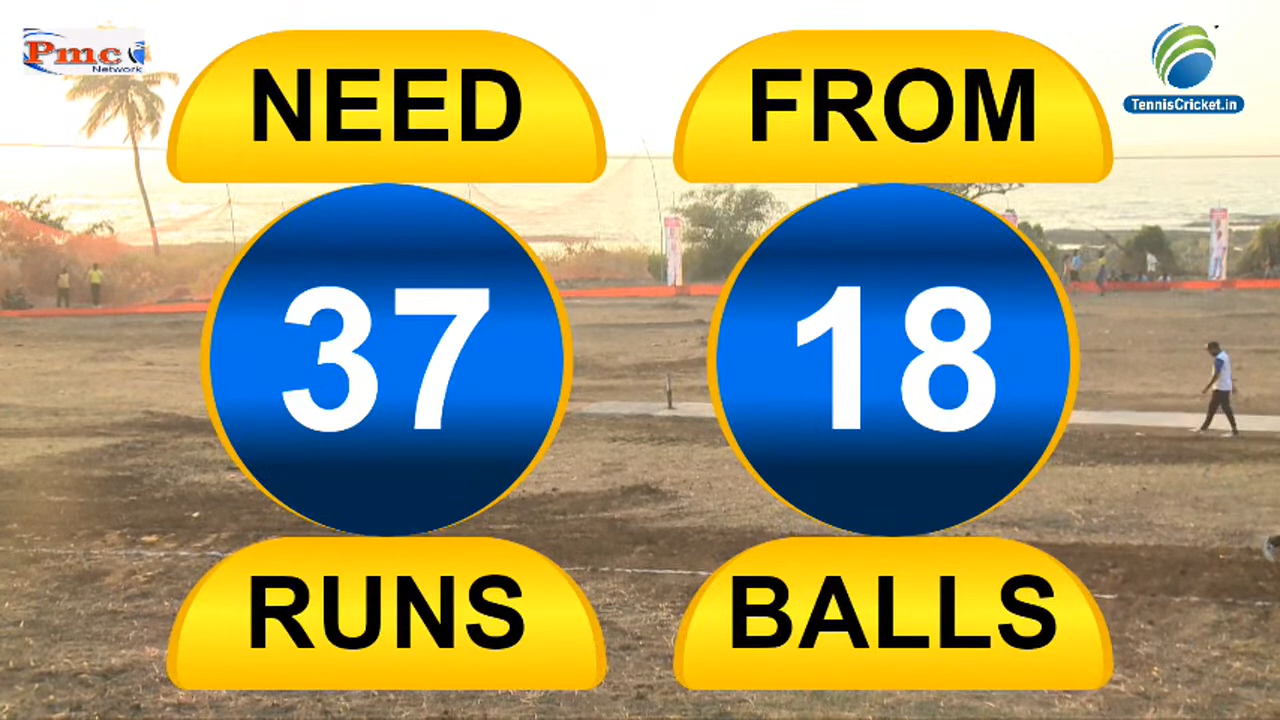 Pmc
Network
TennisCricket.in
NEED
37
RUNS
FROM
18
BALLS